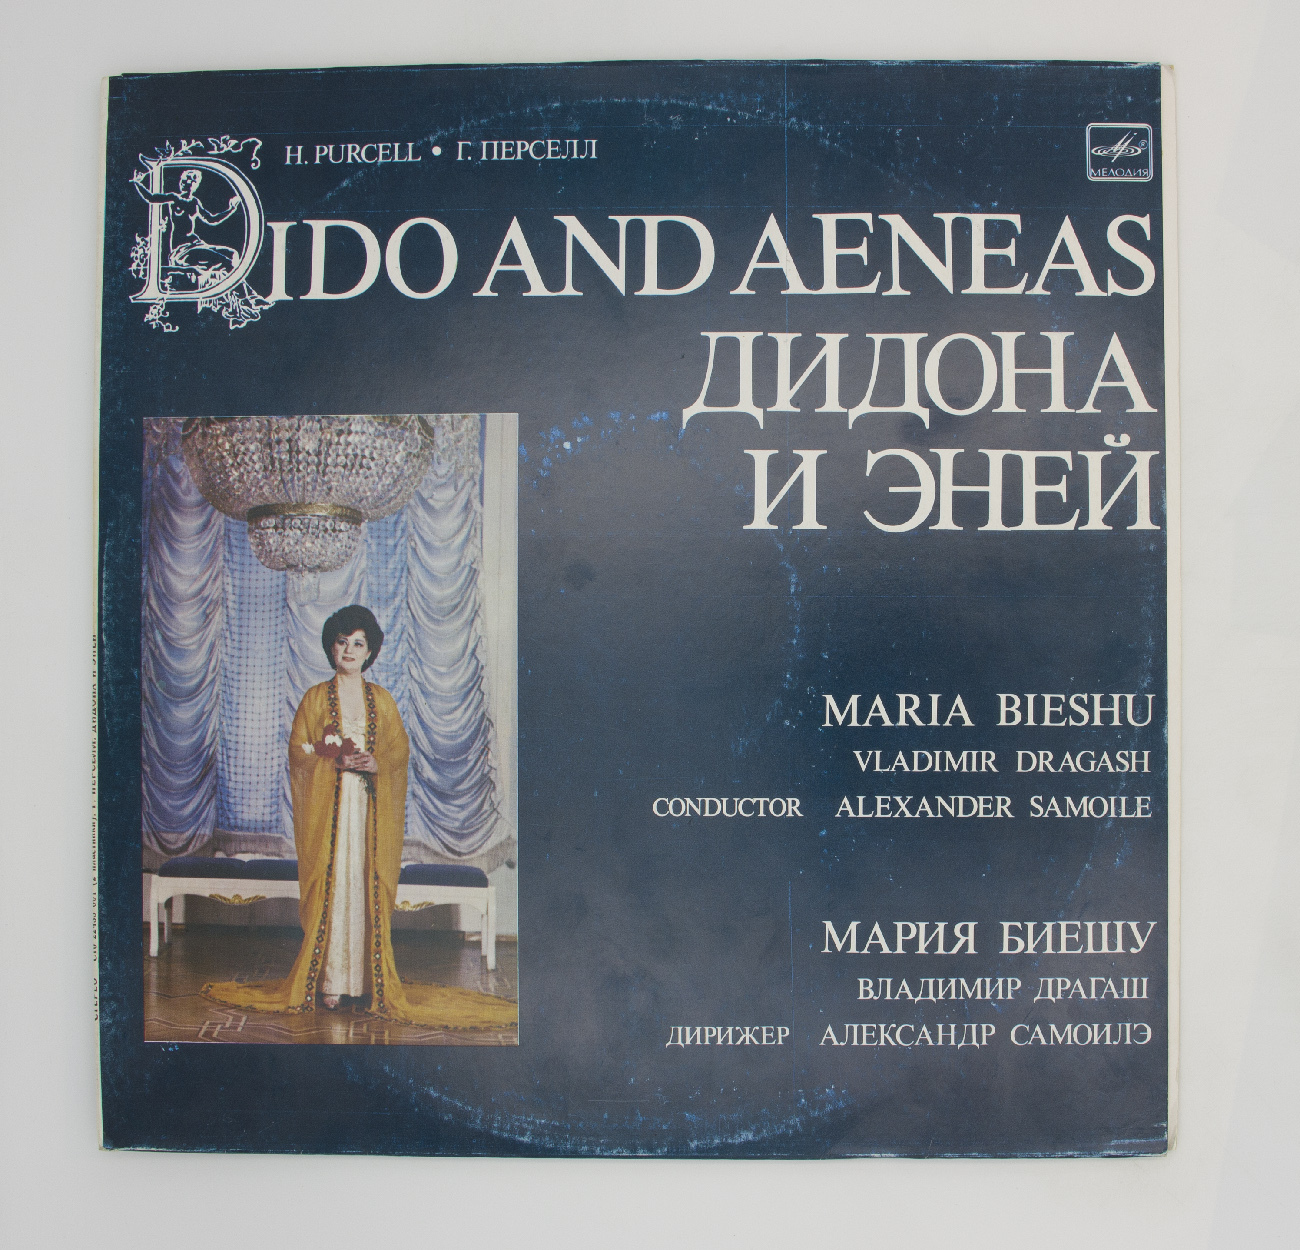 H. PURCELL • Г. ПЕРСЕЛЛ
МЕЛОДИЯ
DIDO AND AENEAS
ДИДОНА
И ЭНЕЙ
MARIA BIESHU
VLADIMIR DRAGASH
CONDUCTOR ALEXANDER SAMOILE
МАРИЯ БИЕШУ
ВЛАДИМИР ДРАГАШ
ДИРИЖЕР АЛЕКСАНДР САМОИЛЭ